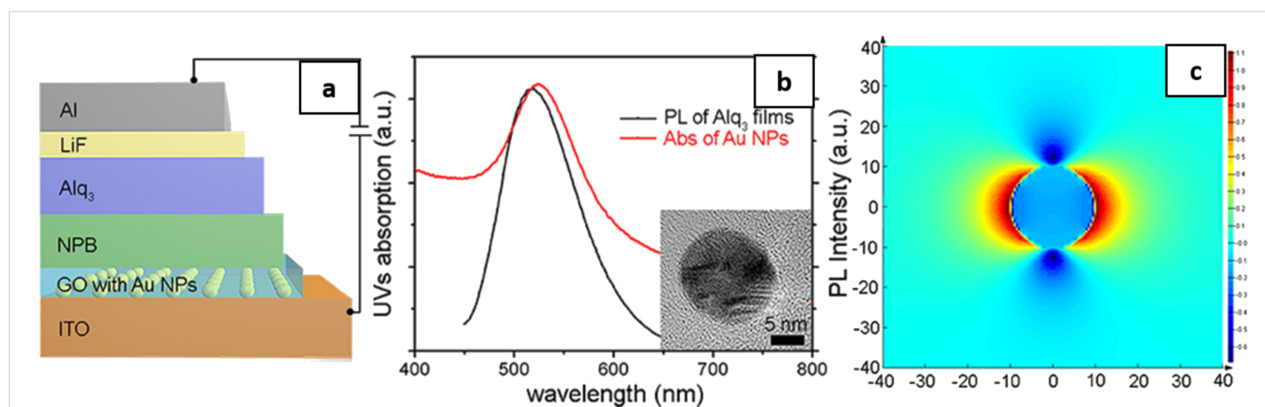 a
Al
LiF
Alq3
NPB
GO with Au NPs
ITO
b
UVs absorption (a.u.)
PL of Alq3 films
Abs of Au NPs
5 nm
400 500 600 700 800
wavelength (nm)
PL Intensity (a.u.)
c
40
30
20
10
0
-10
-20
-30
-40
-40 -30 -20 -10 0 10 20 30 40